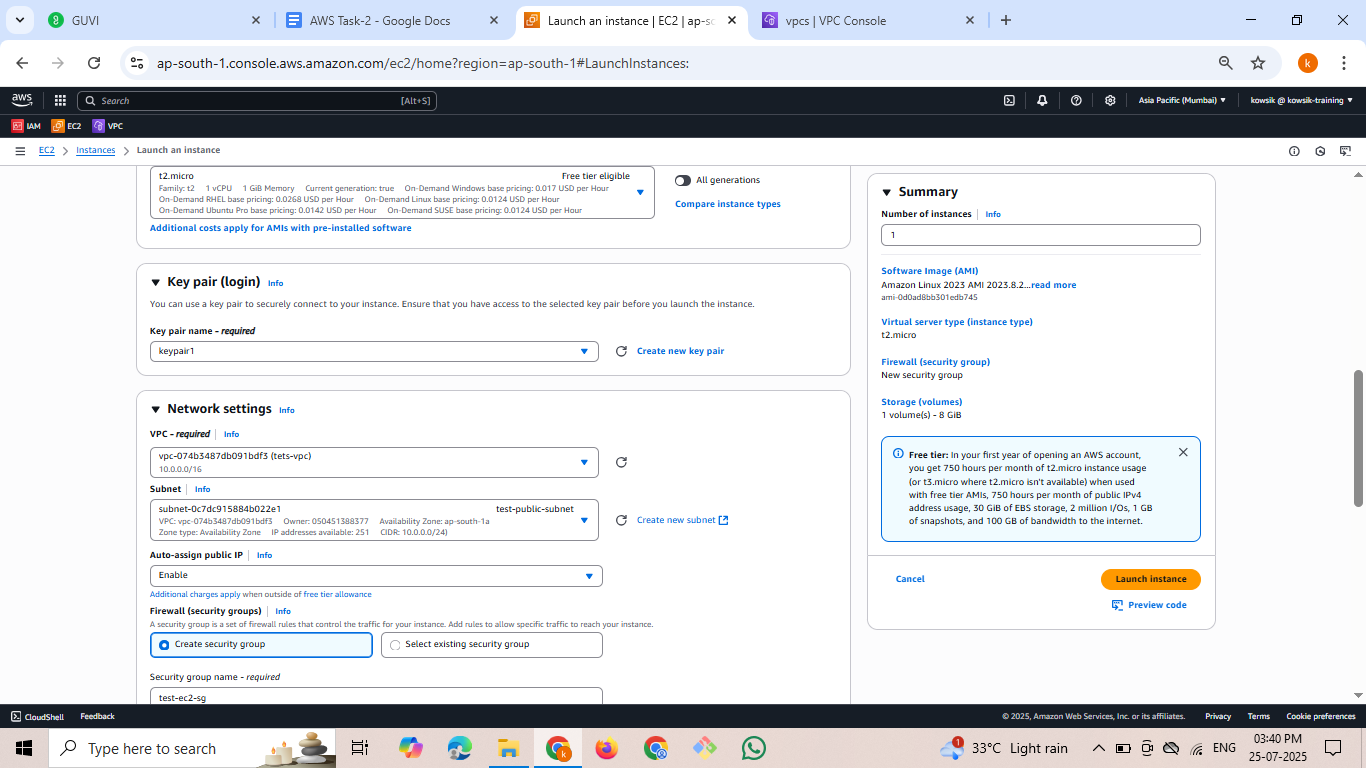 GUVI
AWS Task-2 - Google Docs
Launch an instance | EC2 | ap-so
vpcs | VPC Console
ap-south-1.console.aws.amazon.com/ec2/home?region=ap-south-1#LaunchInstances:
k
aws
Search
[Alt+S]
Asia Pacific (Mumbai)
kowsik @ kowsik-training
IAM
EC2
VPC
EC2
Instances
Launch an instance
t2.micro
Free tier eligible
Family: t2 1 vCPU 1 GiB Memory Current generation: true On-Demand Windows base pricing: 0.017 USD per Hour
On-Demand RHEL base pricing: 0.0268 USD per Hour On-Demand Linux base pricing: 0.0124 USD per Hour
On-Demand Ubuntu Pro base pricing: 0.0142 USD per Hour On-Demand SUSE base pricing: 0.0124 USD per Hour
All generations
Compare instance types
Additional costs apply for AMIs with pre-installed software
Key pair (login) Info
You can use a key pair to securely connect to your instance. Ensure that you have access to the selected key pair before you launch the instance.
Key pair name - required
keypair1
Create new key pair
Network settings Info
VPC - required Info
vpc-074b3487db091bdf3 (tets-vpc)
10.0.0.0/16
Subnet Info
subnet-0c7dc915884b022e1
test-public-subnet
VPC: vpc-074b3487db091bdf3 Owner: 050451388377 Availability Zone: ap-south-1a
Zone type: Availability Zone IP addresses available: 251 CIDR: 10.0.0.0/24)
Create new subnet
Auto-assign public IP Info
Enable
Additional charges apply when outside of free tier allowance
Firewall (security groups) Info
A security group is a set of firewall rules that control the traffic for your instance. Add rules to allow specific traffic to reach your instance.
Create security group
Select existing security group
Security group name - required
test-ec2-sg
Summary
Number of instances Info
1
Software Image (AMI)
Amazon Linux 2023 AMI 2023.8.2...read more
ami-0d0ad8bb301edb745
Virtual server type (instance type)
t2.micro
Firewall (security group)
New security group
Storage (volumes)
1 volume(s) - 8 GiB
Free tier: In your first year of opening an AWS account,
you get 750 hours per month of t2.micro instance usage
(or t3.micro where t2.micro isn't available) when used
with free tier AMIs, 750 hours per month of public IPv4
address usage, 30 GiB of EBS storage, 2 million I/Os, 1 GB
of snapshots, and 100 GB of bandwidth to the internet.
Cancel
Launch instance
Preview code
CloudShell
Feedback
© 2025, Amazon Web Services, Inc. or its affiliates.
Privacy
Terms
Cookie preferences
Type here to search
33°C Light rain
ENG
03:40 PM
25-07-2025